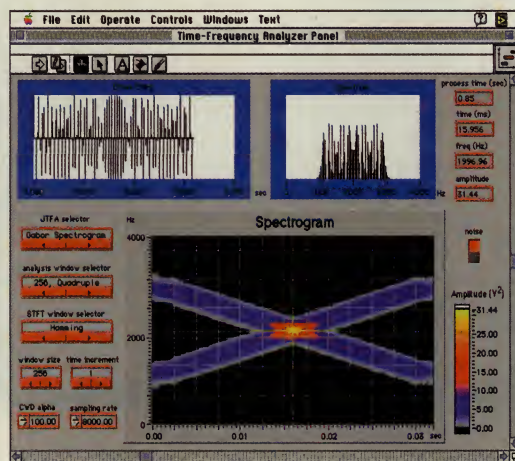 File Edit Operate Controls Windows Text
Time-Frequency Analyzer Panel
process time (sec)
0.85
time (ms)
15.956
freq (Hz)
1996.96
amplitude
31.44
sec
Hz
JTFA selector
Gabor Spectrogram
analysis window selector
256, Quadruple
STFT window selector
Hamming
window size time increment
256
CWD alpha sampling rate
100.00 8000.00
Spectrogram
Hz
4000
2000
0
0.00 0.01 0.02 0.03 sec
noise
Amplitude (V²)
31.44
25.00
20.00
15.00
10.00
5.00
0.00